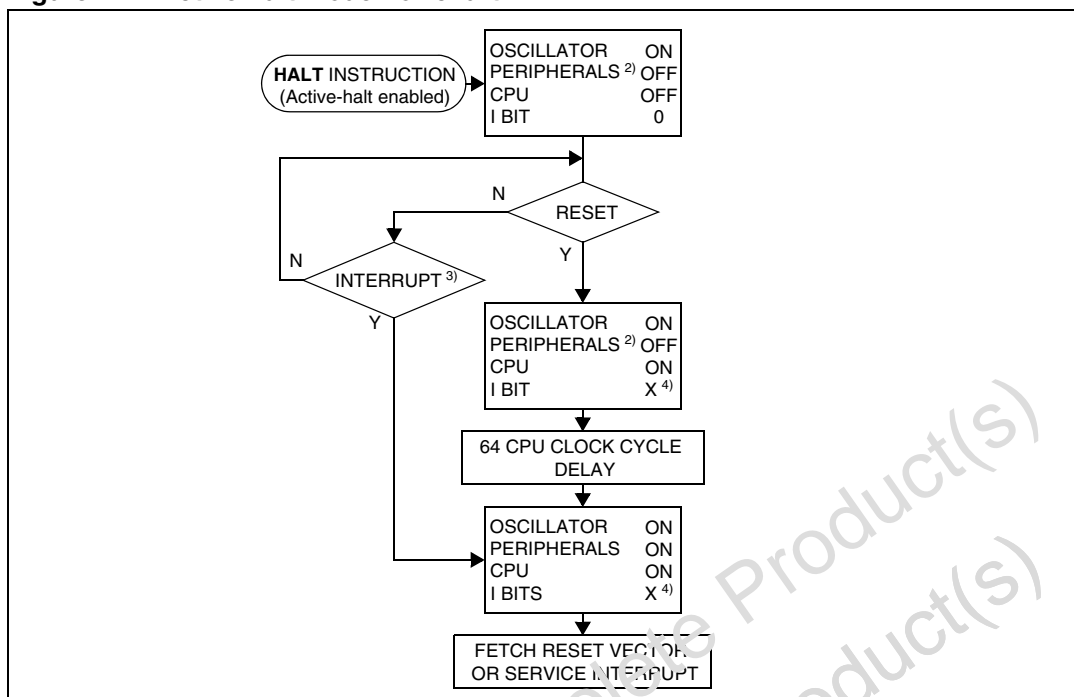 HALT INSTRUCTION
(Active-halt enabled)
OSCILLATOR ON
PERIPHERALS 2) OFF
CPU OFF
I BIT 0
N
RESET
Y
N
INTERRUPT 3)
Y
OSCILLATOR ON
PERIPHERALS 2) OFF
CPU ON
I BIT X 4)
64 CPU CLOCK CYCLE
DELAY
OSCILLATOR ON
PERIPHERALS ON
CPU ON
I BITS X 4)
FETCH RESET VECTOR
OR SERVICE INTERRUPT
Product(s)